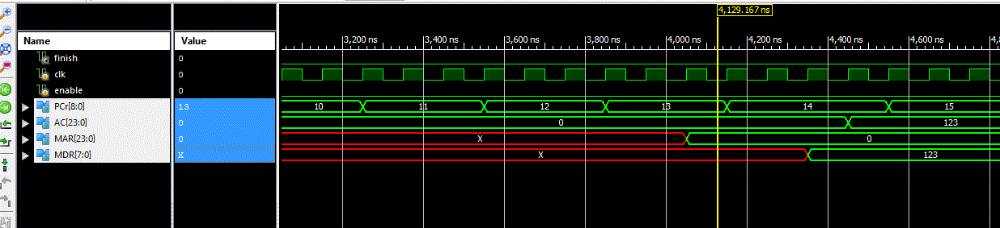 4,129.167 ns
Name Value 3,200 ns 3,400 ns 3,600 ns 3,800 ns 4,000 ns 4,200 ns 4,400 ns 4,600 ns
finish 0
clk 0
enable 0
PCr[8:0] 13 10 11 12 13 14 15
AC[23:0] 0 0 123
MAR[23:0] 0 X 0
MDR[7:0] X X 123